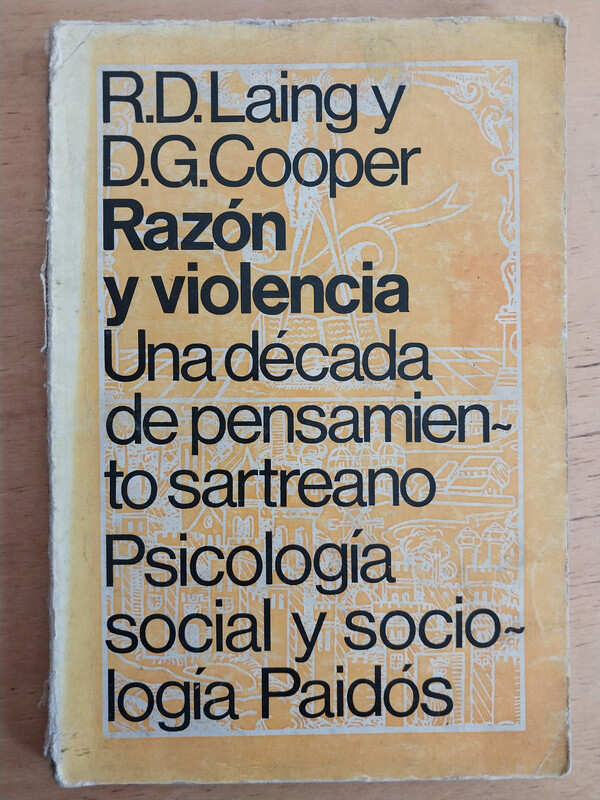 R.D.Laing y
D.G.Cooper
Razón
y violencia
Una década
de pensamien~
to sartreano
Psicología
social y socio~
logía Paidós